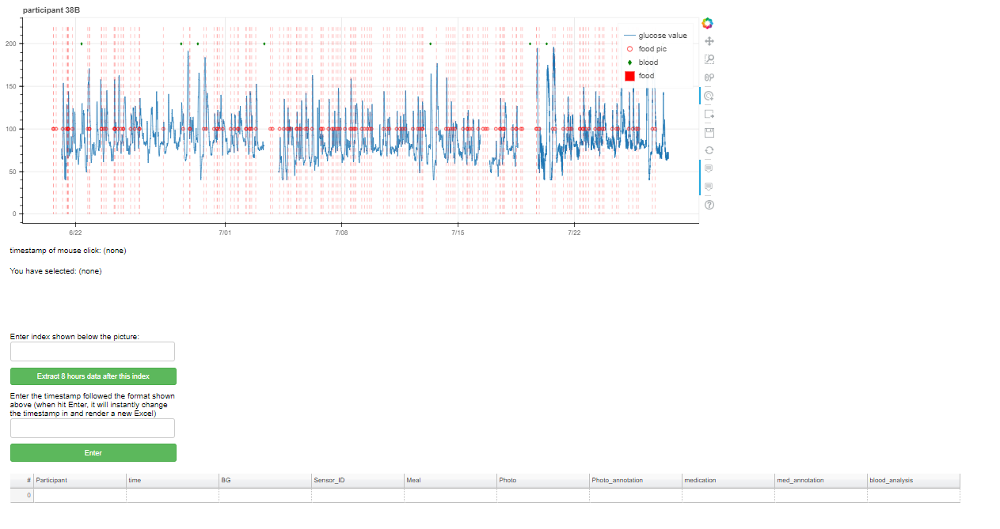 participant 38B
200
150
100
50
0
6/22
7/01
7/08
7/15
7/22
glucose value
food pic
blood
food
timestamp of mouse click: (none)
You have selected: (none)
Enter index shown below the picture:
Extract 8 hours data after this index
Enter the timestamp followed the format shown
above (when hit Enter, it will instantly change
the timestamp in and render a new Excel)
Enter
# Participant time BG Sensor_ID Meal Photo Photo_annotation medication med_annotation blood_analysis
0